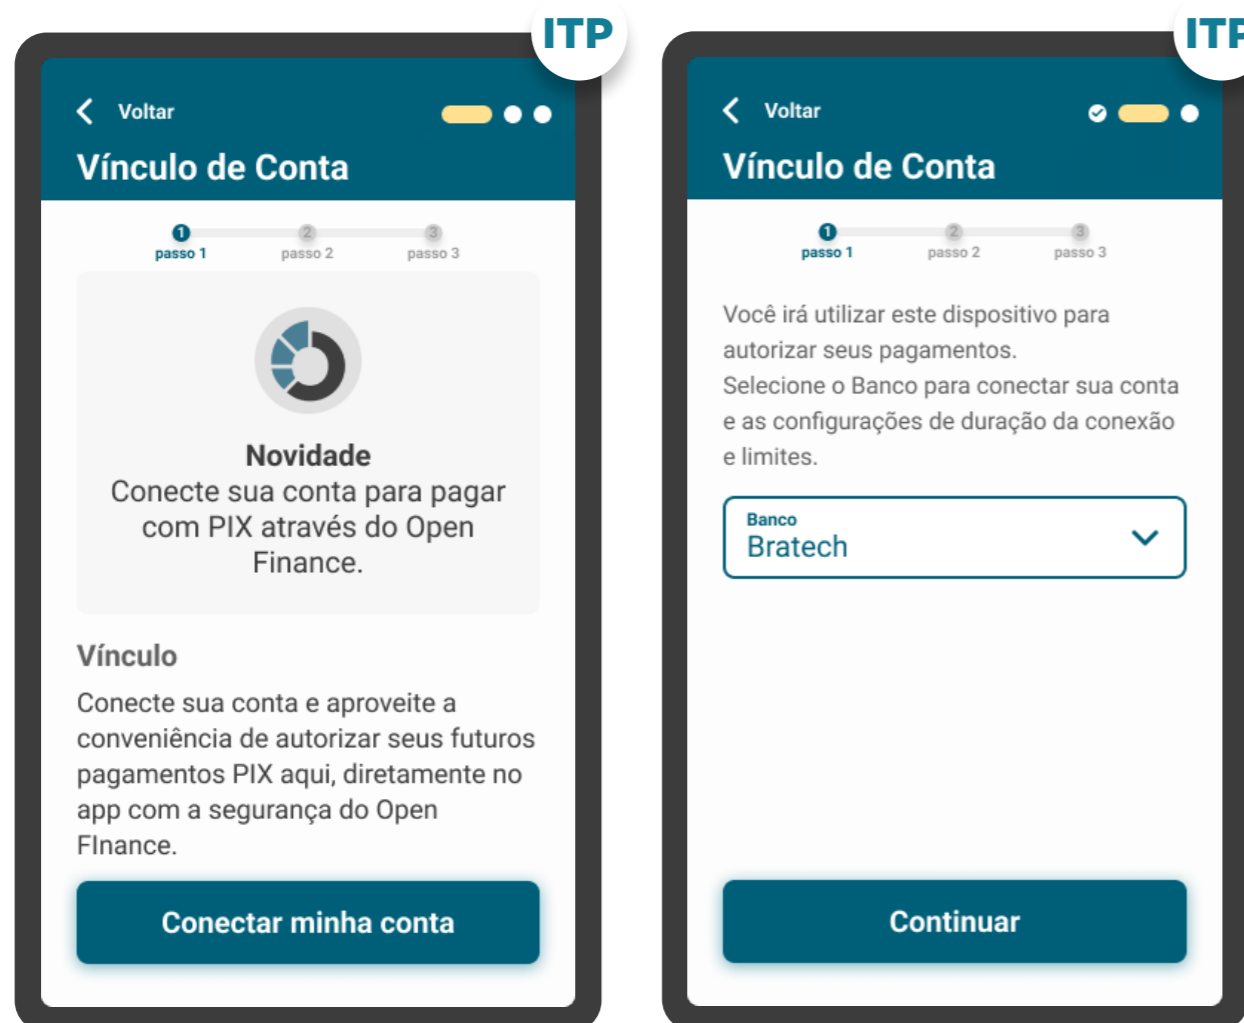 ITP
Voltar
Vínculo de Conta
1 2 3
passo 1 passo 2 passo 3
Novidade
Conecte sua conta para pagar
com PIX através do Open
Finance.
Vínculo
Conecte sua conta e aproveite a
conveniência de autorizar seus futuros
pagamentos PIX aqui, diretamente no
app com a segurança do Open
FInance.
Conectar minha conta
ITP
Voltar
Vínculo de Conta
1 2 3
passo 1 passo 2 passo 3
Você irá utilizar este dispositivo para
autorizar seus pagamentos.
Selecione o Banco para conectar sua conta
e as configurações de duração da conexão
e limites.
Banco
Bratech
Continuar